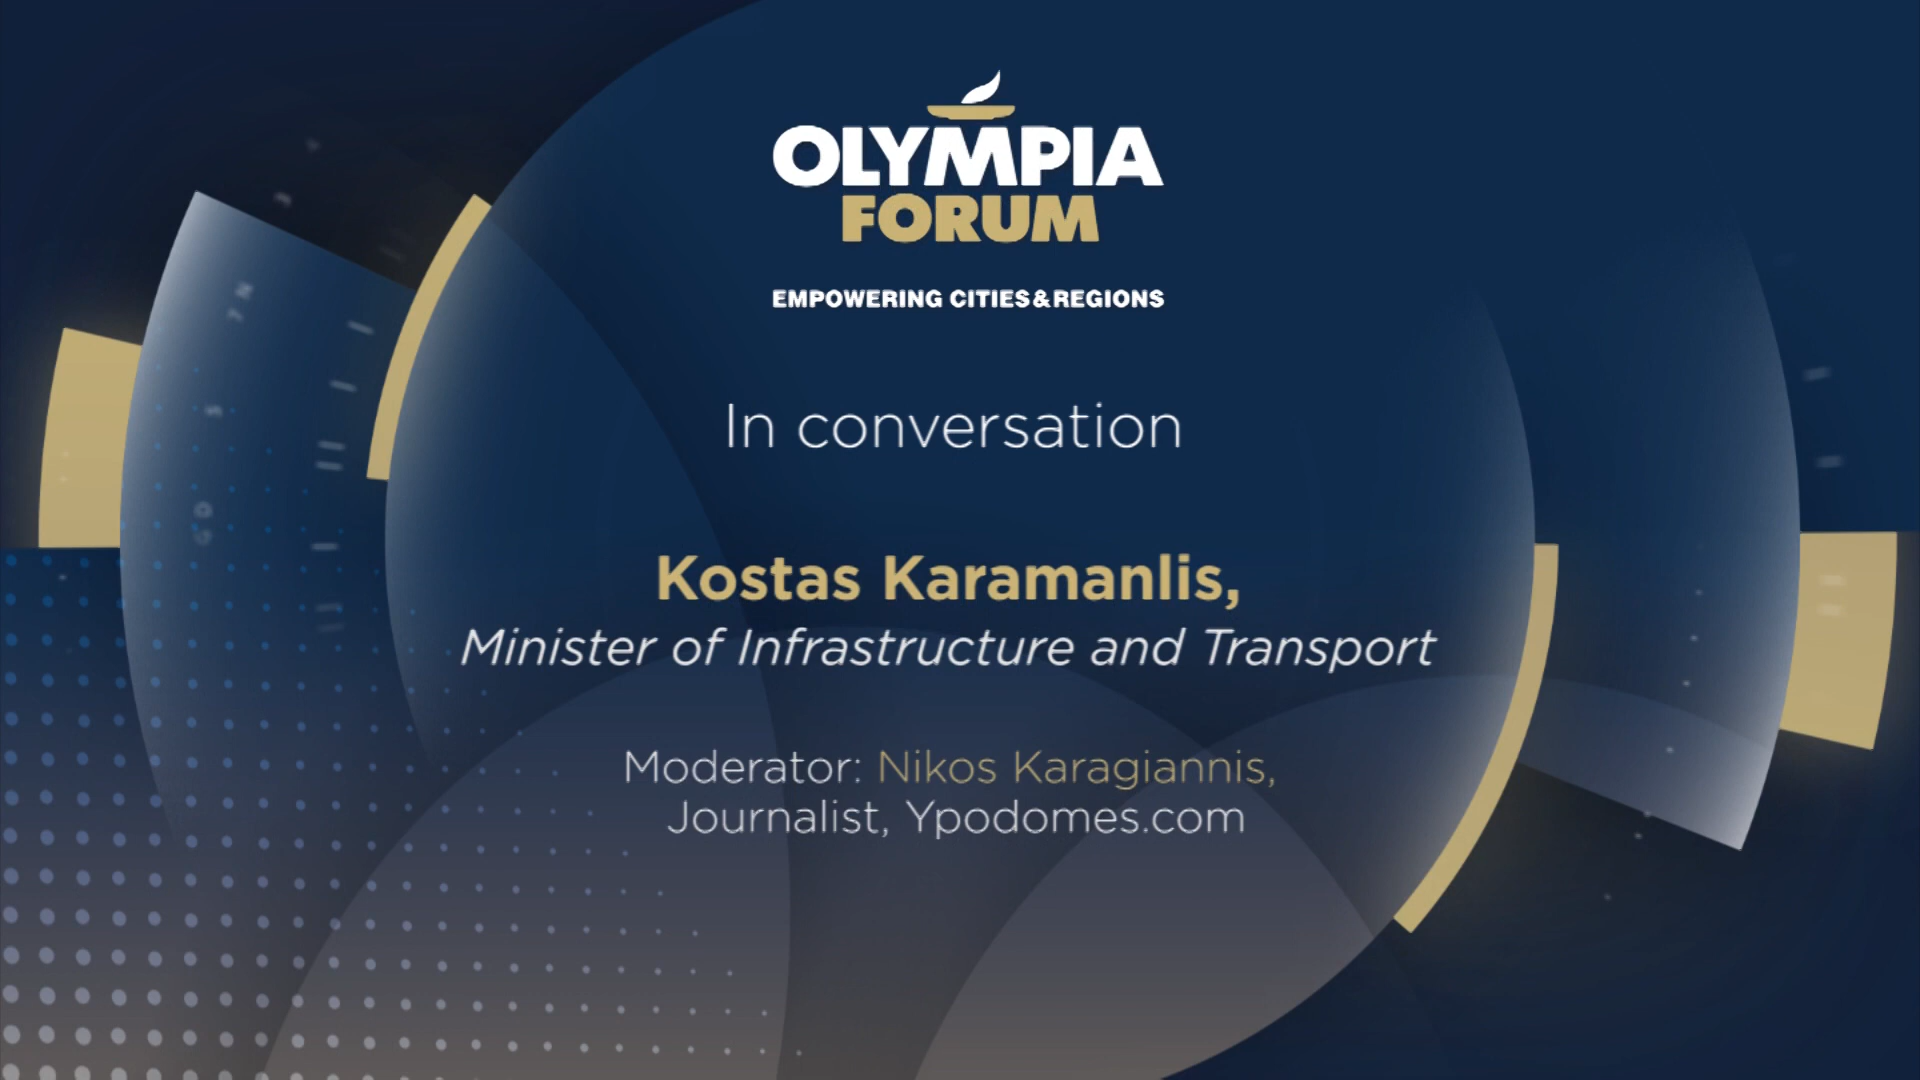 OLYMPIA
FORUM
EMPOWERING CITIES & REGIONS
In conversation
Kostas Karamanlis,
Minister of Infrastructure and Transport
Moderator: Nikos Karagiannis,
Journalist, Ypodomes.com